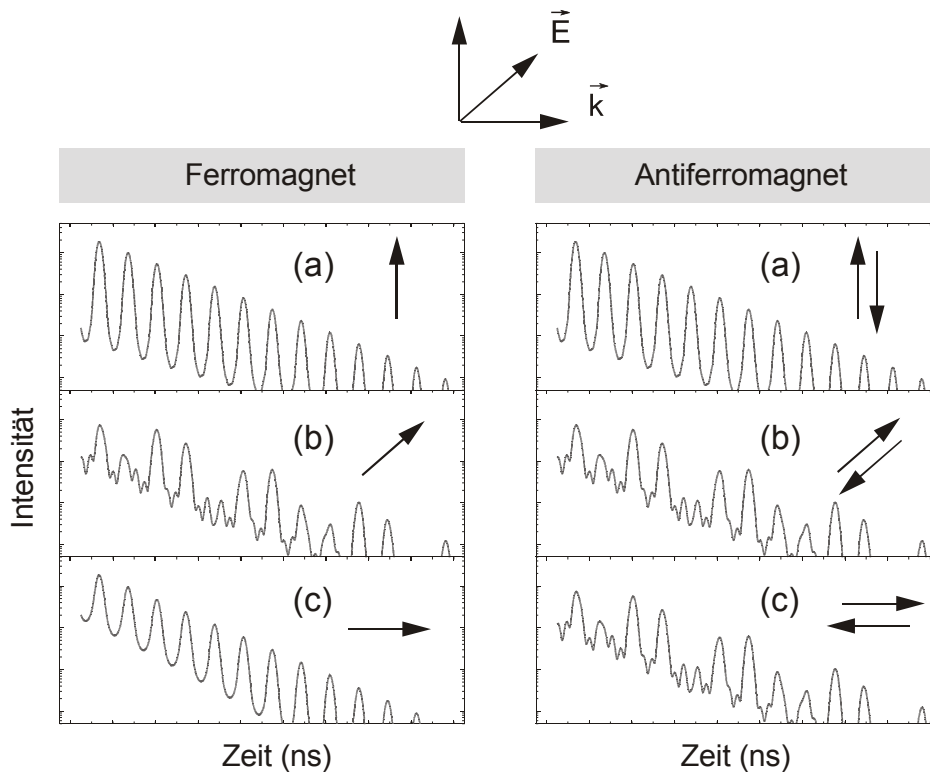 E
k
Ferromagnet
Antiferromagnet
(a)
(a)
(b)
(b)
(c)
(c)
Intensität
Zeit (ns)
Zeit (ns)